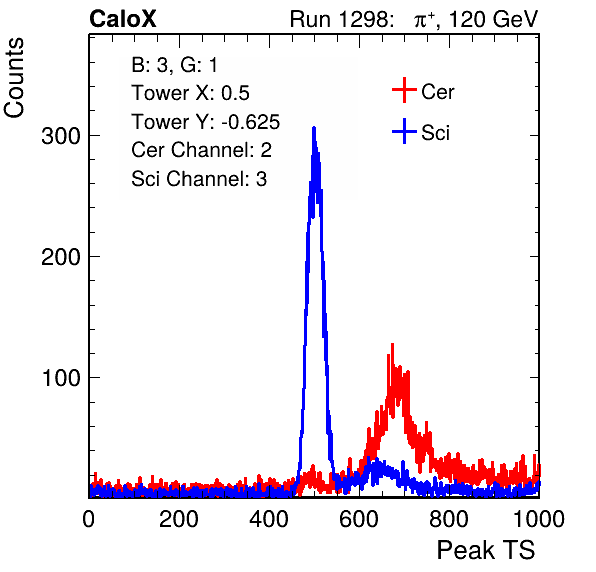 CaloX Run 1298: π⁺, 120 GeV
Counts
B: 3, G: 1
Tower X: 0.5
Tower Y: -0.625
Cer Channel: 2
Sci Channel: 3
Cer
Sci
300
200
100
0 200 400 600 800 1000
Peak TS